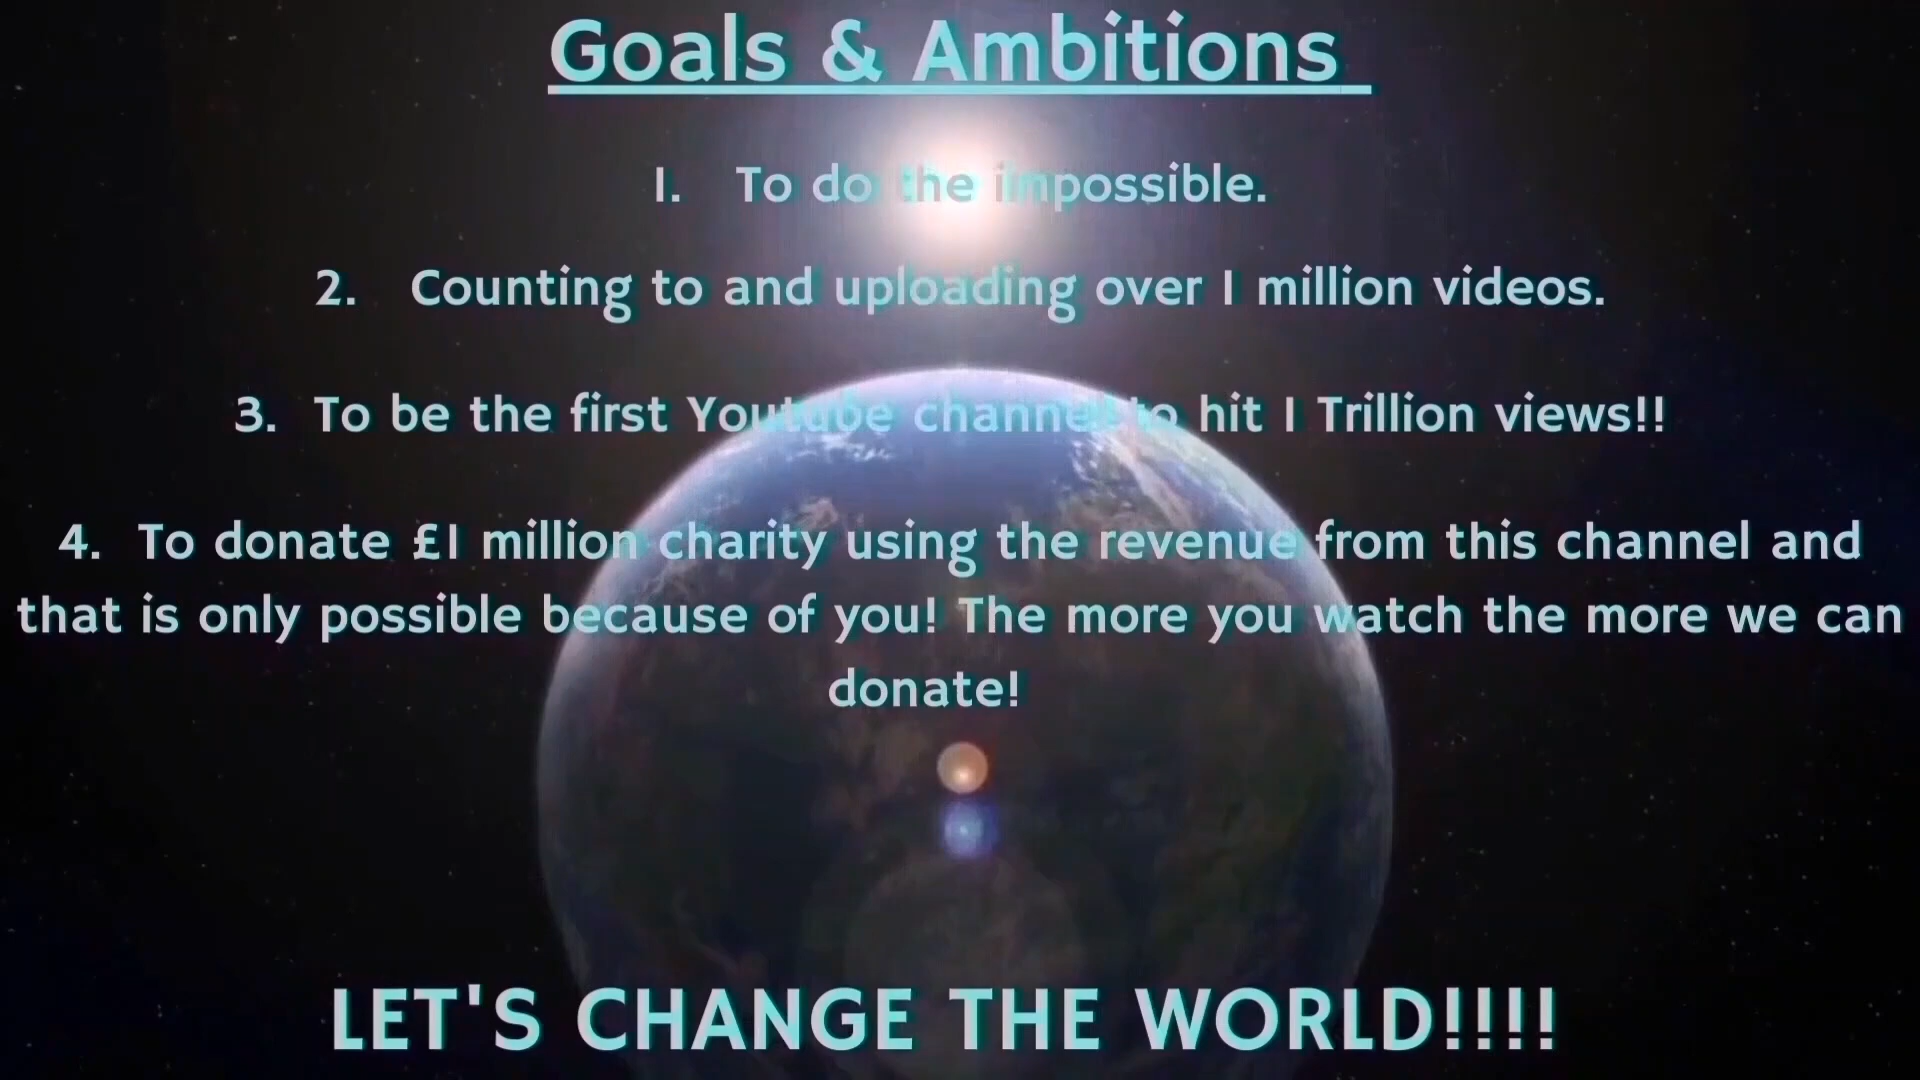 Goals & Ambitions
1. To do the impossible.
2. Counting to and uploading over 1 million videos.
3. To be the first Youtube channel to hit 1 Trillion views!!
4. To donate £1 million charity using the revenue from this channel and
that is only possible because of you! The more you watch the more we can
donate!
LET'S CHANGE THE WORLD!!!!